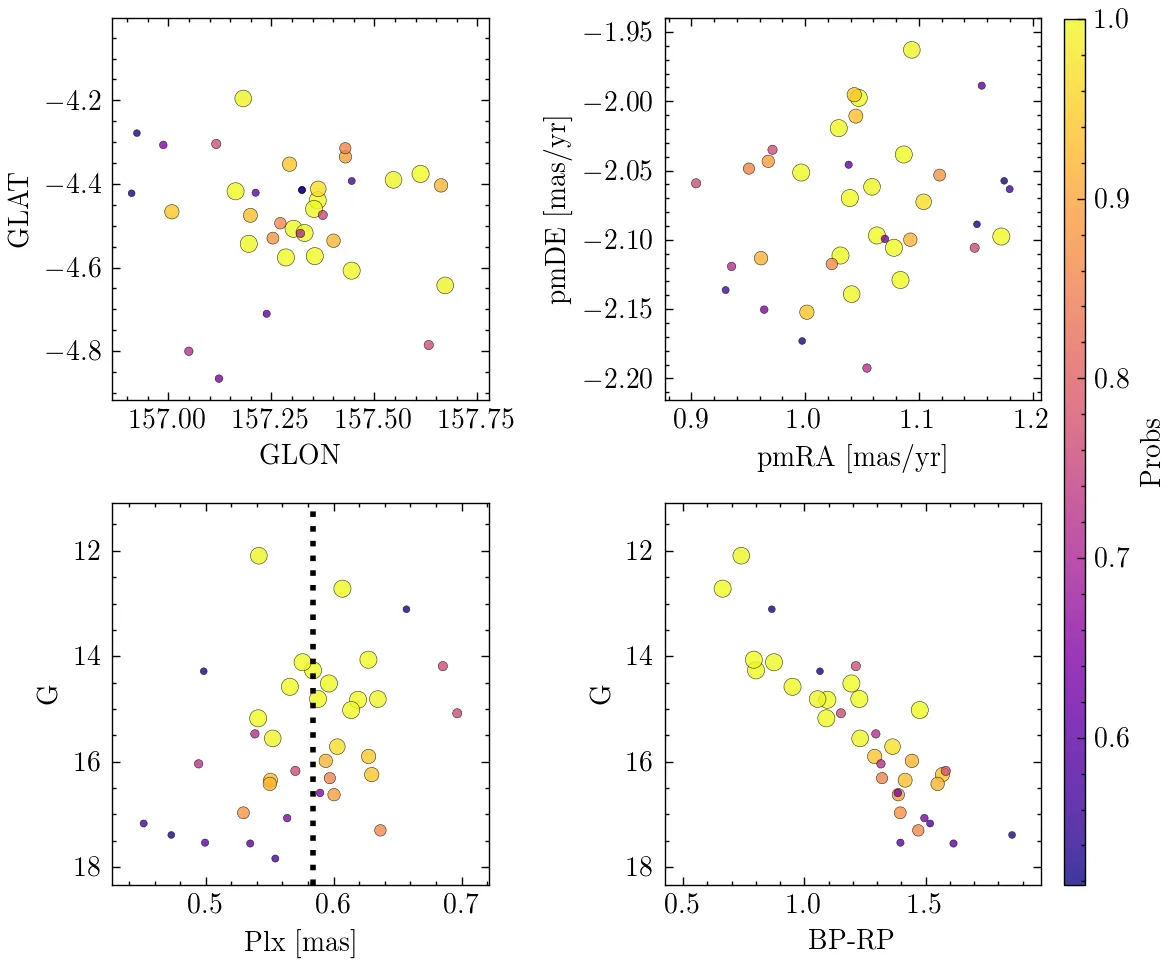 −4.2
−4.4
−4.6
−4.8
GLAT
157.00 157.25 157.50 157.75
GLON
−1.95
−2.00
−2.05
−2.10
−2.15
−2.20
pmDE [mas/yr]
0.9 1.0 1.1 1.2
pmRA [mas/yr]
12
14
16
18
G
0.5 0.6 0.7
Plx [mas]
12
14
16
18
G
0.5 1.0 1.5
BP-RP
1.0
0.9
0.8
0.7
0.6
Probs